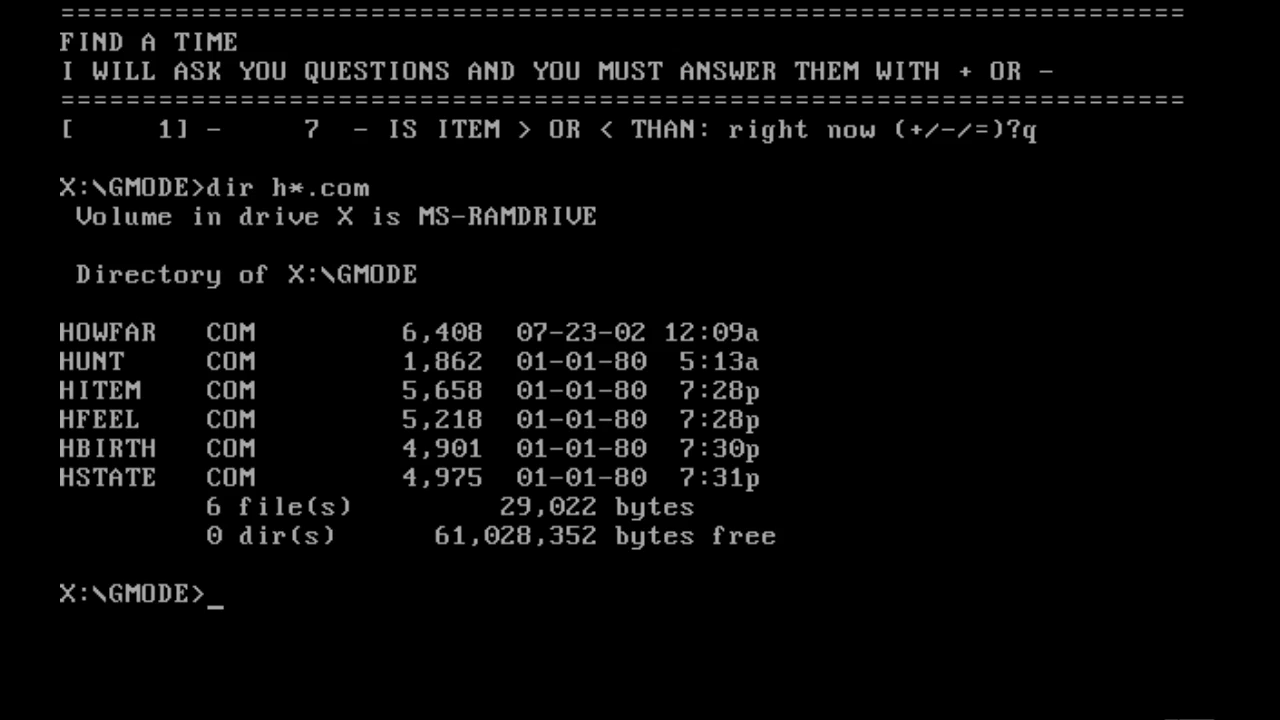 =====================================================================
FIND A TIME
I WILL ASK YOU QUESTIONS AND YOU MUST ANSWER THEM WITH + OR -
=====================================================================
[     1] -     7  - IS ITEM > OR < THAN: right now (+/-/=)?q
X:\GMODE>dir h*.com
 Volume in drive X is MS-RAMDRIVE
 Directory of X:\GMODE
HOWFAR   COM         6,408  07-23-02 12:09a
HUNT     COM         1,862  01-01-80  5:13a
HITEM    COM         5,658  01-01-80  7:28p
HFEEL    COM         5,218  01-01-80  7:28p
HBIRTH   COM         4,901  01-01-80  7:30p
HSTATE   COM         4,975  01-01-80  7:31p
         6 file(s)         29,022 bytes
         0 dir(s)      61,028,352 bytes free
X:\GMODE>_